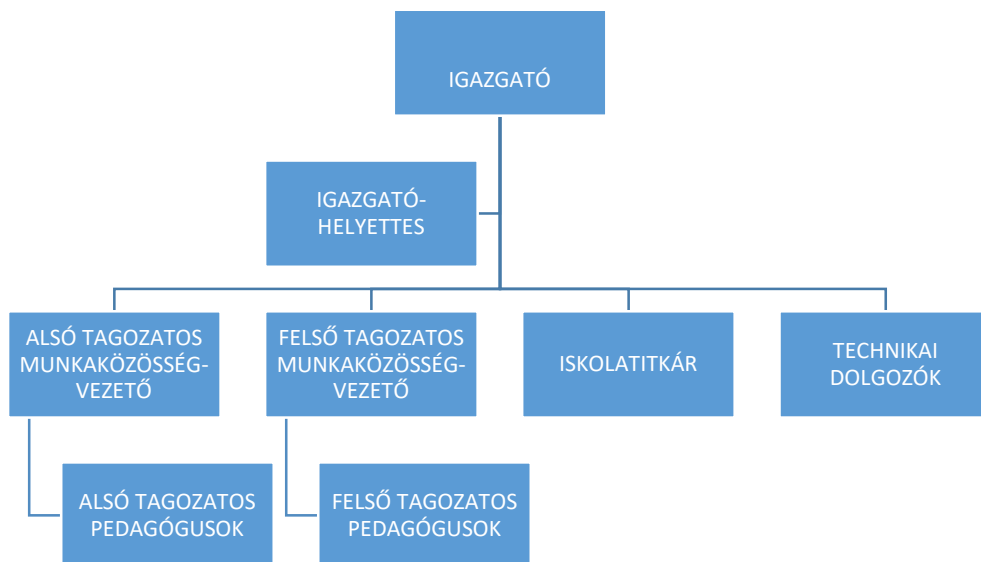 IGAZGATÓ
IGAZGATÓ-
HELYETTES
ALSÓ TAGOZATOS
MUNKAKÖZÖSSÉG-
VEZETŐ
FELSŐ TAGOZATOS
MUNKAKÖZÖSSÉG-
VEZETŐ
ISKOLATITKÁR
TECHNIKAI
DOLGOZÓK
ALSÓ TAGOZATOS
PEDAGÓGUSOK
FELSŐ TAGOZATOS
PEDAGÓGUSOK